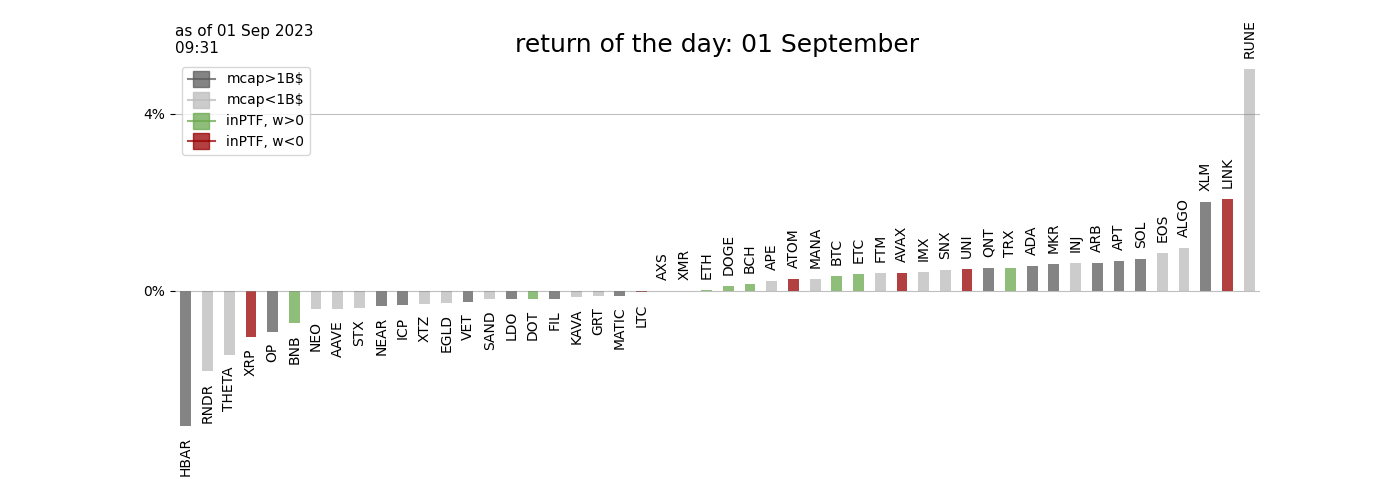 as of 01 Sep 2023
09:31
return of the day: 01 September
mcap>1B$
mcap<1B$
inPTF, w>0
inPTF, w<0
4%
0%
HBAR
RNDR
THETA
XRP
OP
BNB
NEO
AAVE
STX
NEAR
ICP
XTZ
EGLD
VET
SAND
LDO
DOT
FIL
KAVA
GRT
MATIC
LTC
AXS
XMR
ETH
DOGE
BCH
APE
ATOM
MANA
BTC
ETC
FTM
AVAX
IMX
SNX
UNI
QNT
TRX
ADA
MKR
INJ
ARB
APT
SOL
EOS
ALGO
XLM
LINK
RUNE